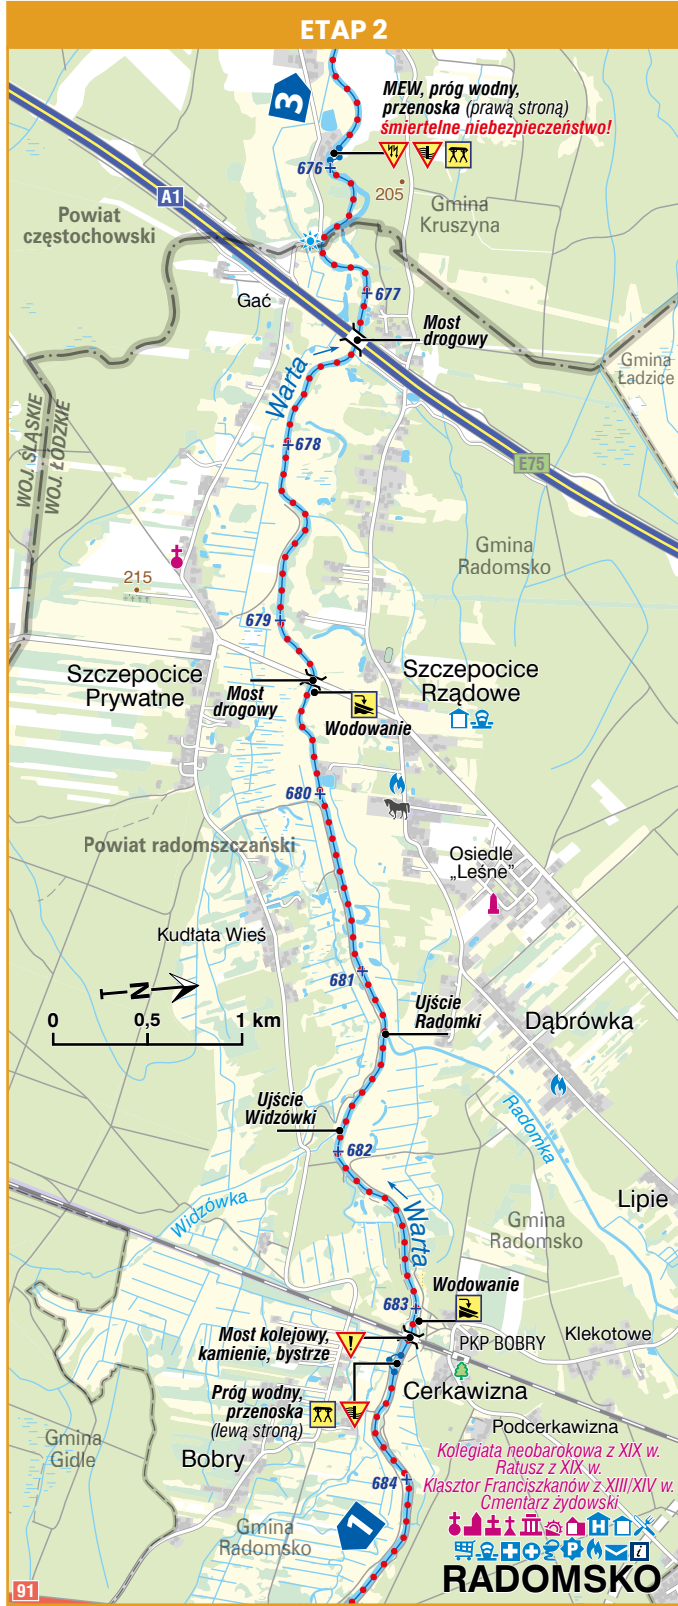 ETAP 2
3
MEW, próg wodny,
przenoska (prawą stroną)
śmiertelne niebezpieczeństwo!
676
205
A1
Powiat
częstochowski
Gmina
Kruszyna
Gać
677
Most
drogowy
Gmina
Ładzice
Warta
WOJ. ŚLĄSKIE
WOJ. ŁÓDZKIE
678
E75
Gmina
Radomsko
215
679
Szczepocice
Prywatne
Most
drogowy
Szczepocice
Rządowe
Wodowanie
680
Powiat radomszczański
Osiedle
„Leśne”
Kudłata Wieś
681
N
0 0,5 1 km
Ujście
Radomki
Dąbrówka
Ujście
Widzówki
Radomka
682
Widzówka
Warta
Lipie
Gmina
Radomsko
Wodowanie
683
Most kolejowy,
kamienie, bystrze
!
PKP BOBRY
Klekotowe
Próg wodny,
przenoska
(lewą stroną)
Cerkawizna
Podcerkawizna
Gmina
Gidle
Bobry
684
Kolegiata neobarokowa z XIX w.
Ratusz z XIX w.
Klasztor Franciszkanów z XIII/XIV w.
Cmentarz żydowski
1
Gmina
Radomsko
H
P
i
RADOMSKO
91